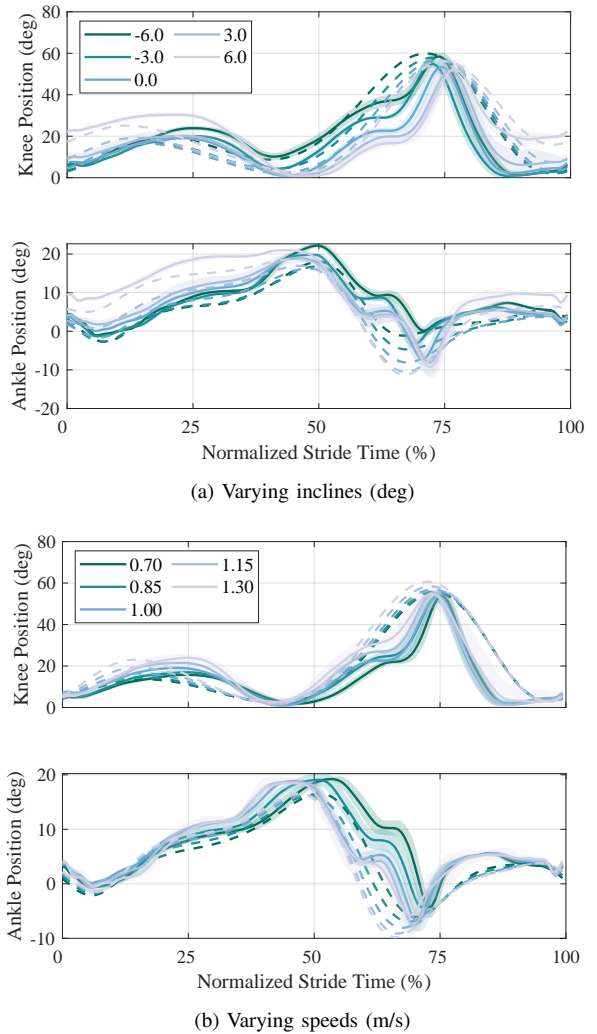 80
60
40
20
0
Knee Position (deg)
-6.0 3.0
-3.0 6.0
0.0
20
10
0
-10
-20
Ankle Position (deg)
0 25 50 75 100
Normalized Stride Time (%)
(a) Varying inclines (deg)
80
60
40
20
0
Knee Position (deg)
0.70 1.15
0.85 1.30
1.00
20
10
0
-10
Ankle Position (deg)
0 25 50 75 100
Normalized Stride Time (%)
(b) Varying speeds (m/s)